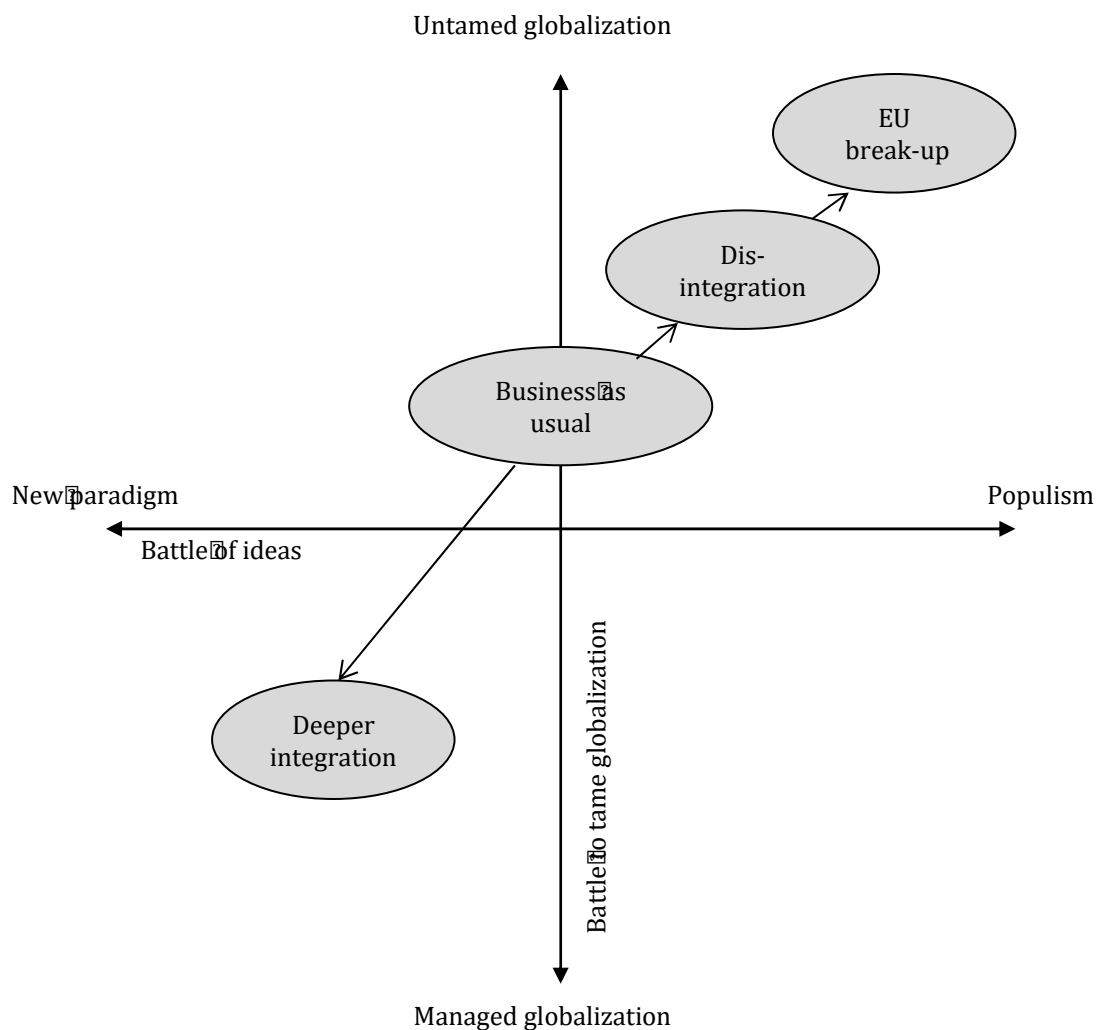 Untamed globalization
EU
break-up
Dis-
integration
Business as
usual
New paradigm
Populism
Battle of ideas
Battle to tame globalization
Deeper
integration
Managed globalization